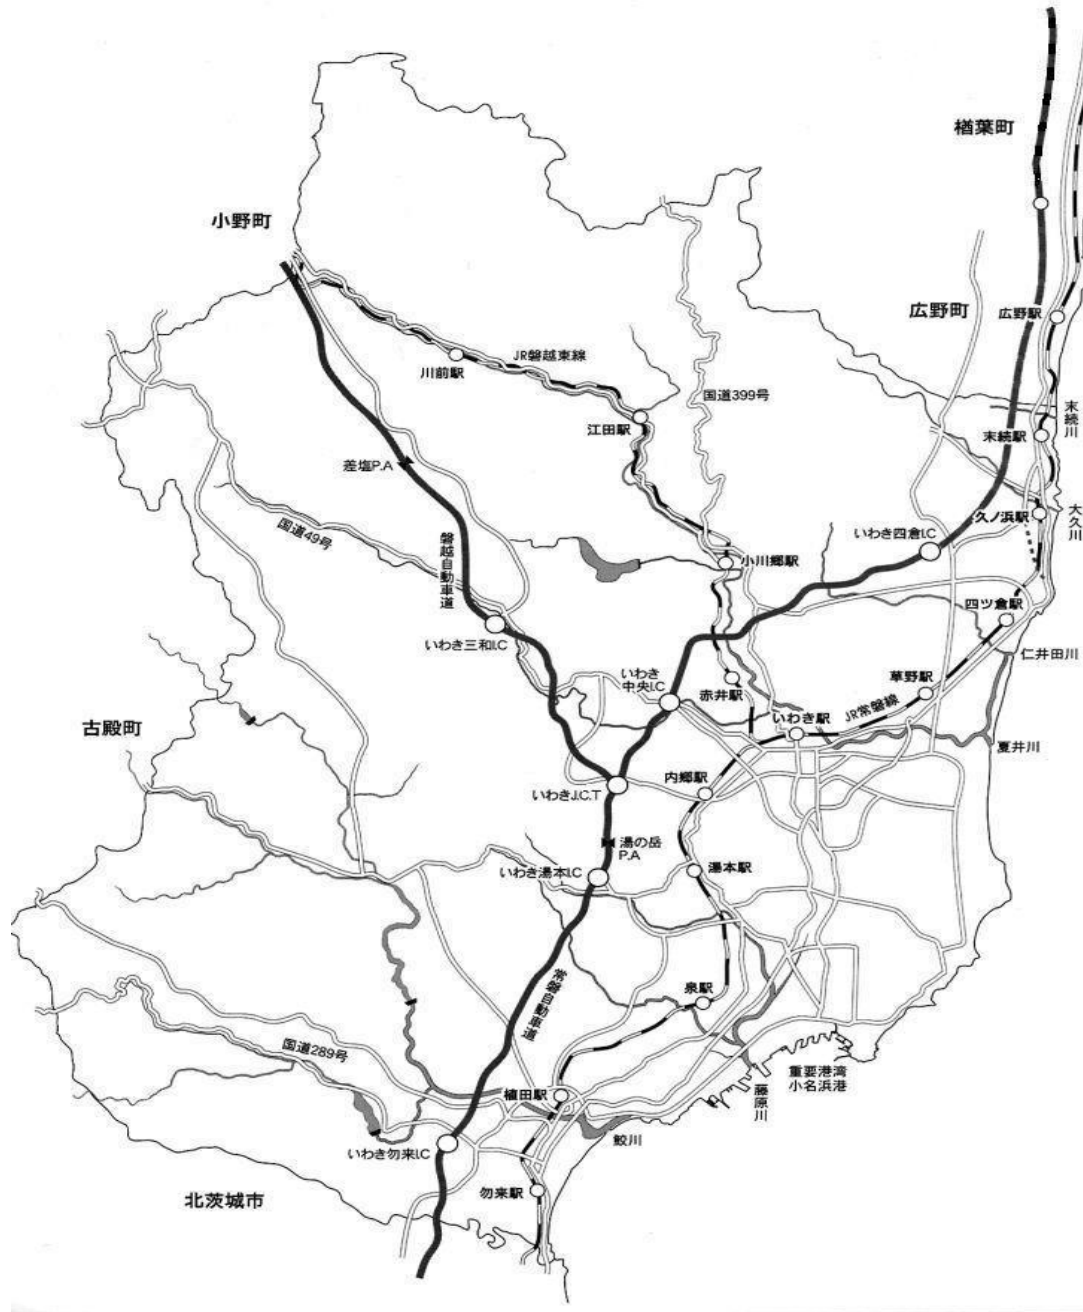 楢葉町
小野町
広野町
広野駅
JR磐越東線
川前駅
国道399号
末続川
江田駅
末続駅
差塩P.A
大久川
久ノ浜駅
国道49号
いわき四倉I.C
磐越自動車道
小川郷駅
四ツ倉駅
いわき三和I.C
仁井田川
いわき
中央I.C
草野駅
赤井駅
JR常磐線
いわき駅
古殿町
夏井川
内郷駅
いわきJ.C.T
湯の岳
P.A
いわき湯本I.C
湯本駅
常磐自動車道
泉駅
国道289号
重要港湾
小名浜港
藤原川
植田駅
鮫川
いわき勿来I.C
勿来駅
北茨城市